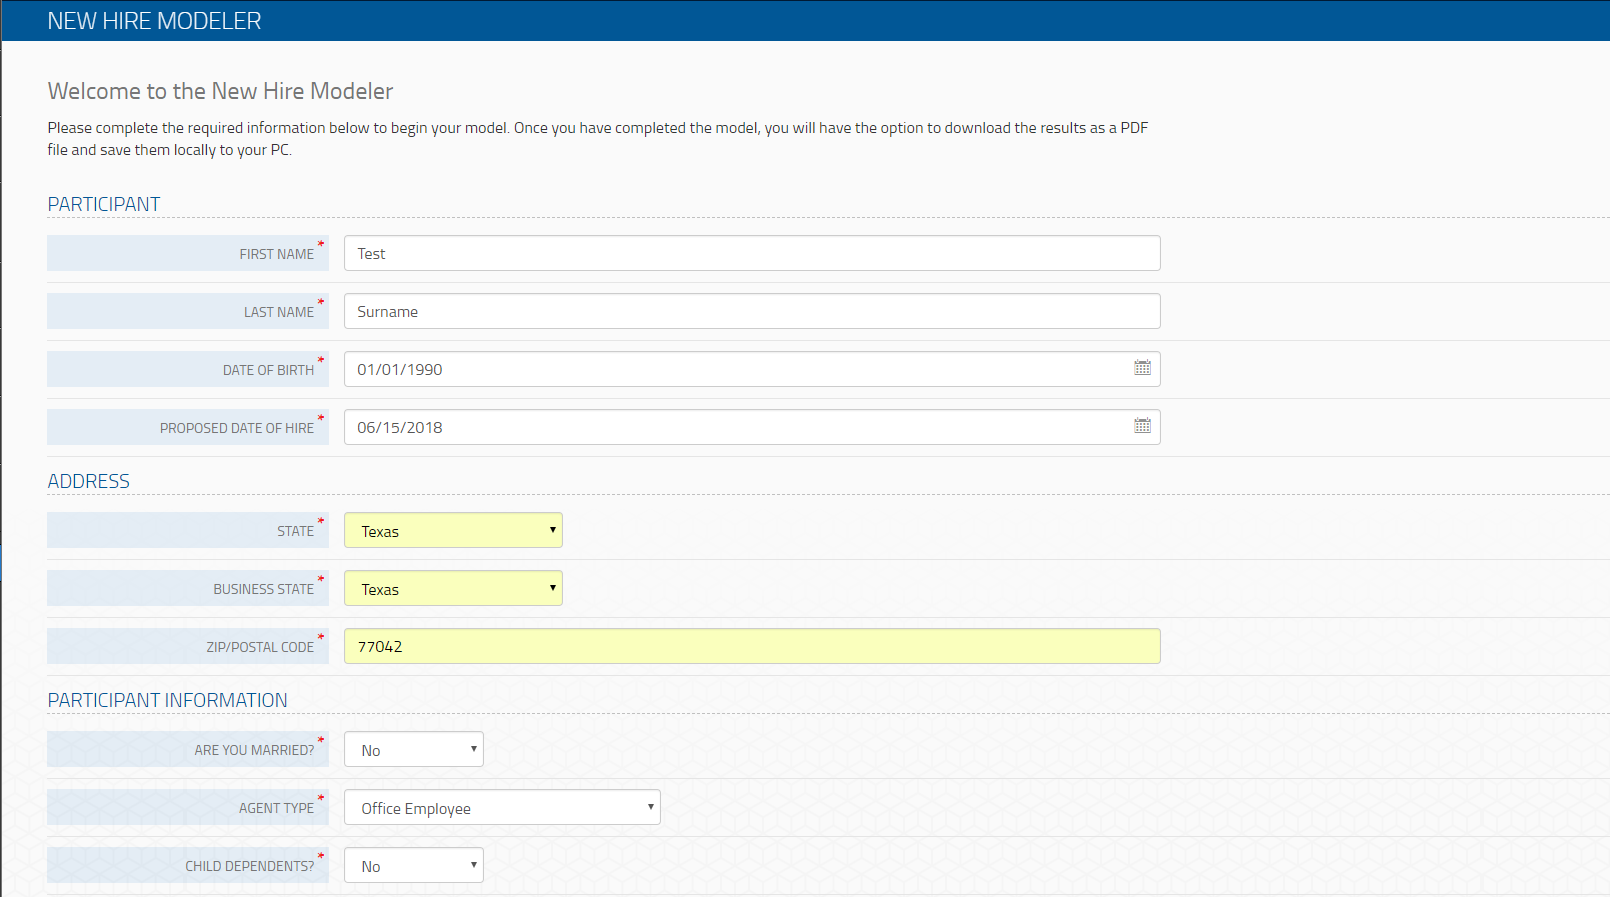 NEW HIRE MODELER
Welcome to the New Hire Modeler
Please complete the required information below to begin your model. Once you have completed the model, you will have the option to download the results as a PDF
file and save them locally to your PC.
PARTICIPANT
FIRST NAME * Test
LAST NAME * Surname
DATE OF BIRTH * 01/01/1990
PROPOSED DATE OF HIRE * 06/15/2018
ADDRESS
STATE * Texas
BUSINESS STATE * Texas
ZIP/POSTAL CODE * 77042
PARTICIPANT INFORMATION
ARE YOU MARRIED? * No
AGENT TYPE * Office Employee
CHILD DEPENDENTS? * No